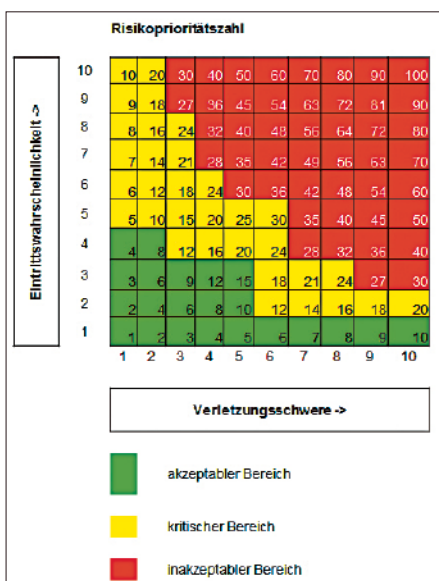 Risikoprioritätszahl
Eintrittswahrscheinlichkeit ->
10 10 20 30 40 50 60 70 80 90 100
9 9 18 27 36 45 54 63 72 81 90
8 8 16 24 32 40 48 56 64 72 80
7 7 14 21 28 35 42 49 56 63 70
6 6 12 18 24 30 36 42 48 54 60
5 5 10 15 20 25 30 35 40 45 50
4 4 8 12 16 20 24 28 32 36 40
3 3 6 9 12 15 18 21 24 27 30
2 2 4 6 8 10 12 14 16 18 20
1 1 2 3 4 5 6 7 8 9 10
1 2 3 4 5 6 7 8 9 10
Verletzungsschwere ->
akzeptabler Bereich
kritischer Bereich
inakzeptabler Bereich